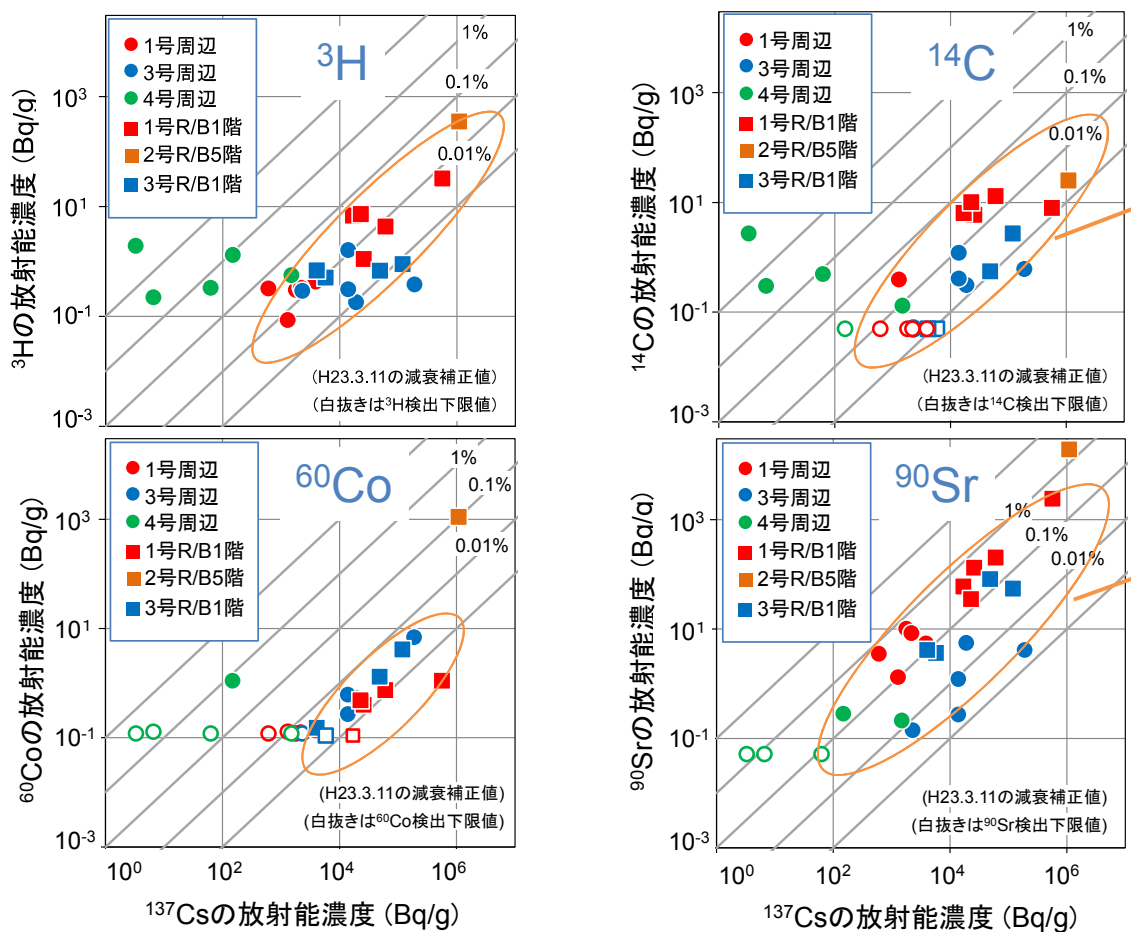 ³H
1号周辺
3号周辺
4号周辺
1号R/B1階
2号R/B5階
3号R/B1階
1%
0.1%
0.01%
³Hの放射能濃度 (Bq/g)
10³
10¹
10⁻¹
10⁻³
(H23.3.11の減衰補正値)
(白抜きは³H検出下限値)
¹⁴C
1号周辺
3号周辺
4号周辺
1号R/B1階
2号R/B5階
3号R/B1階
1%
0.1%
0.01%
¹⁴Cの放射能濃度 (Bq/g)
10³
10¹
10⁻¹
10⁻³
(H23.3.11の減衰補正値)
(白抜きは¹⁴C検出下限値)
⁶⁰Co
1号周辺
3号周辺
4号周辺
1号R/B1階
2号R/B5階
3号R/B1階
1%
0.1%
0.01%
⁶⁰Coの放射能濃度 (Bq/g)
10³
10¹
10⁻¹
10⁻³
(H23.3.11の減衰補正値)
(白抜きは⁶⁰Co検出下限値)
10⁰ 10² 10⁴ 10⁶
¹³⁷Csの放射能濃度 (Bq/g)
⁹⁰Sr
1号周辺
3号周辺
4号周辺
1号R/B1階
2号R/B5階
3号R/B1階
1%
0.1%
0.01%
⁹⁰Srの放射能濃度 (Bq/g)
10³
10¹
10⁻¹
10⁻³
(H23.3.11の減衰補正値)
(白抜きは⁹⁰Sr検出下限値)
10⁰ 10² 10⁴ 10⁶
¹³⁷Csの放射能濃度 (Bq/g)